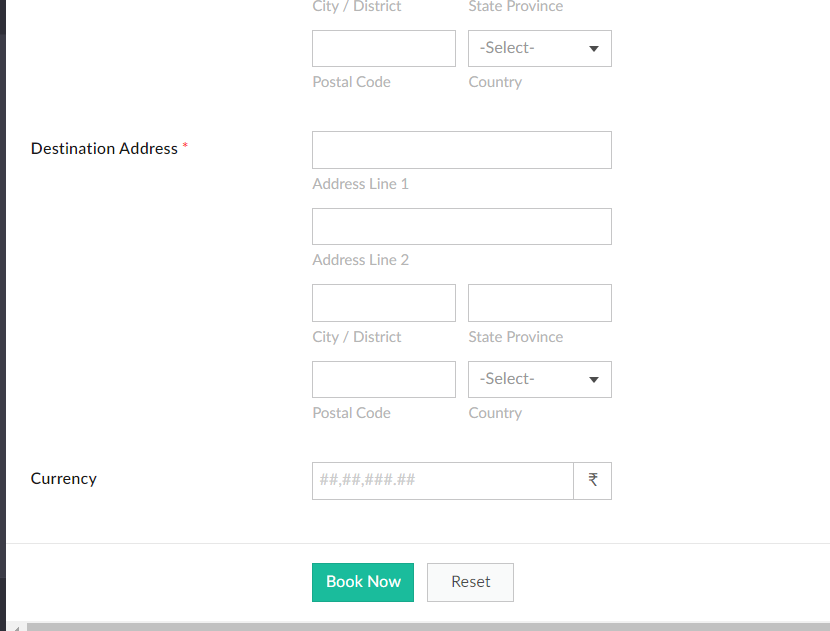 City / District State Province
-Select-
Postal Code Country
Destination Address *
Address Line 1
Address Line 2
City / District State Province
-Select-
Postal Code Country
Currency ##,##,###.## ₹
Book Now Reset